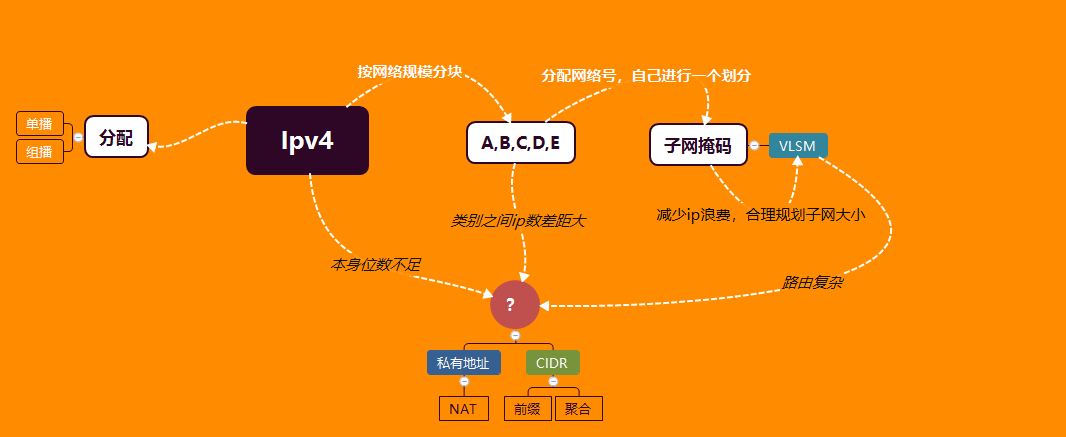 按网络规模分块
分配网络号，自己进行一个划分
单播
组播
分配
Ipv4
A,B,C,D,E
子网掩码
VLSM
类别之间ip数差距大
减少ip浪费，合理规划子网大小
本身位数不足
路由复杂
?
私有地址
CIDR
NAT
前缀
聚合